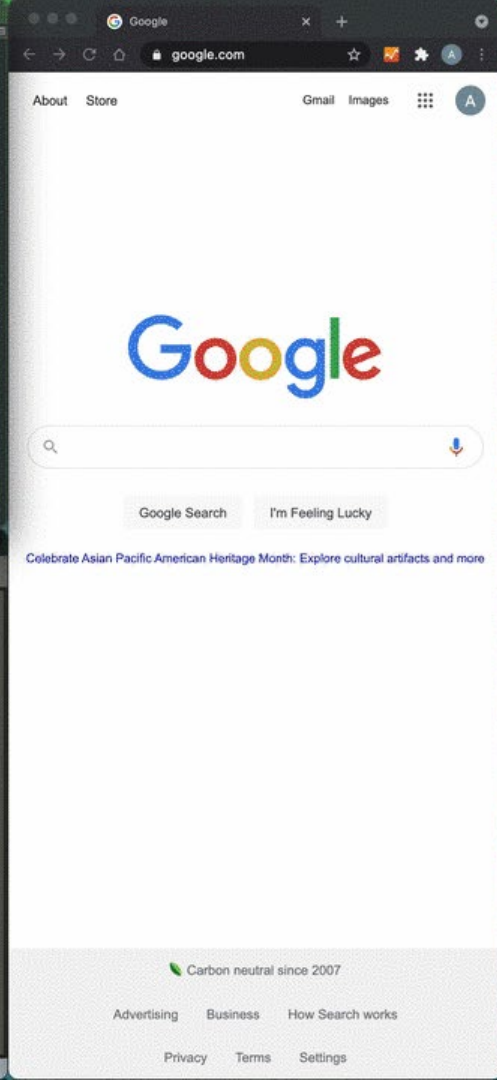 Google
google.com
A
About Store Gmail Images A
Google
Google Search I'm Feeling Lucky
Celebrate Asian Pacific American Heritage Month: Explore cultural artifacts and more
Carbon neutral since 2007
Advertising Business How Search works
Privacy Terms Settings